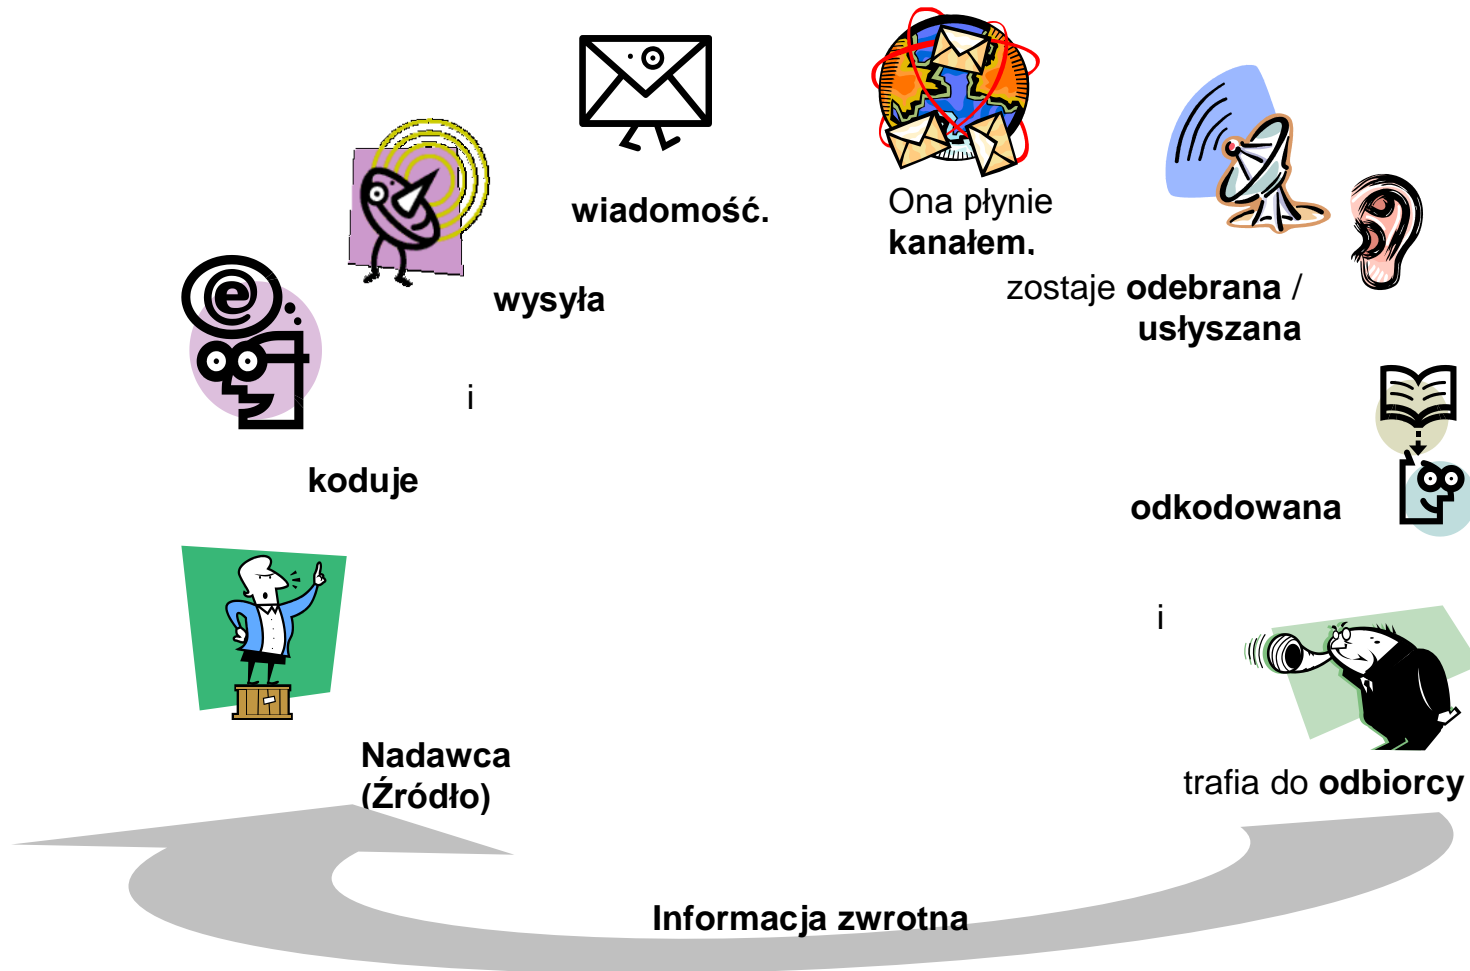 Nadawca
(Źródło)
koduje
i
wysyła
wiadomość.
Ona płynie
kanałem,
zostaje odebrana /
usłyszana
odkodowana
i
trafia do odbiorcy
Informacja zwrotna